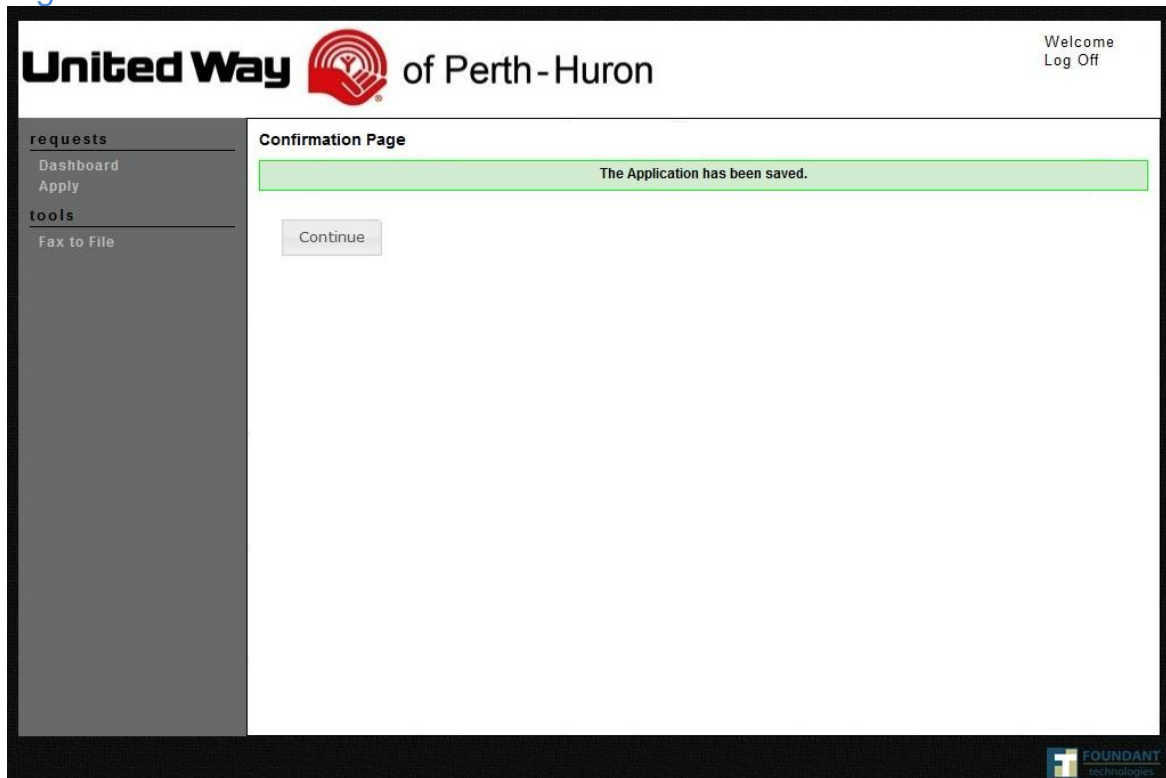 United Way of Perth-Huron
Welcome
Log Off
requests
Dashboard
Apply
tools
Fax to File
Confirmation Page
The Application has been saved.
Continue
FOUNDANT
technologies